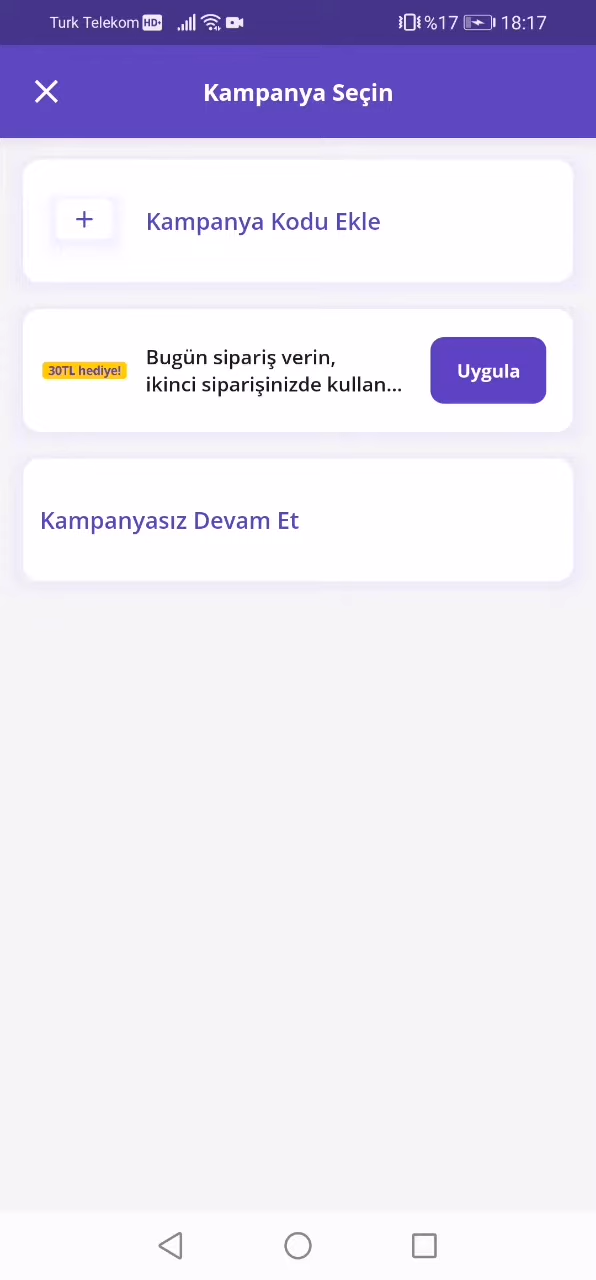 Turk Telekom HD+ %17 18:17
Kampanya Seçin
+ Kampanya Kodu Ekle
30TL hediye!
Bugün sipariş verin,
ikinci siparişinizde kullan...
Uygula
Kampanyasız Devam Et